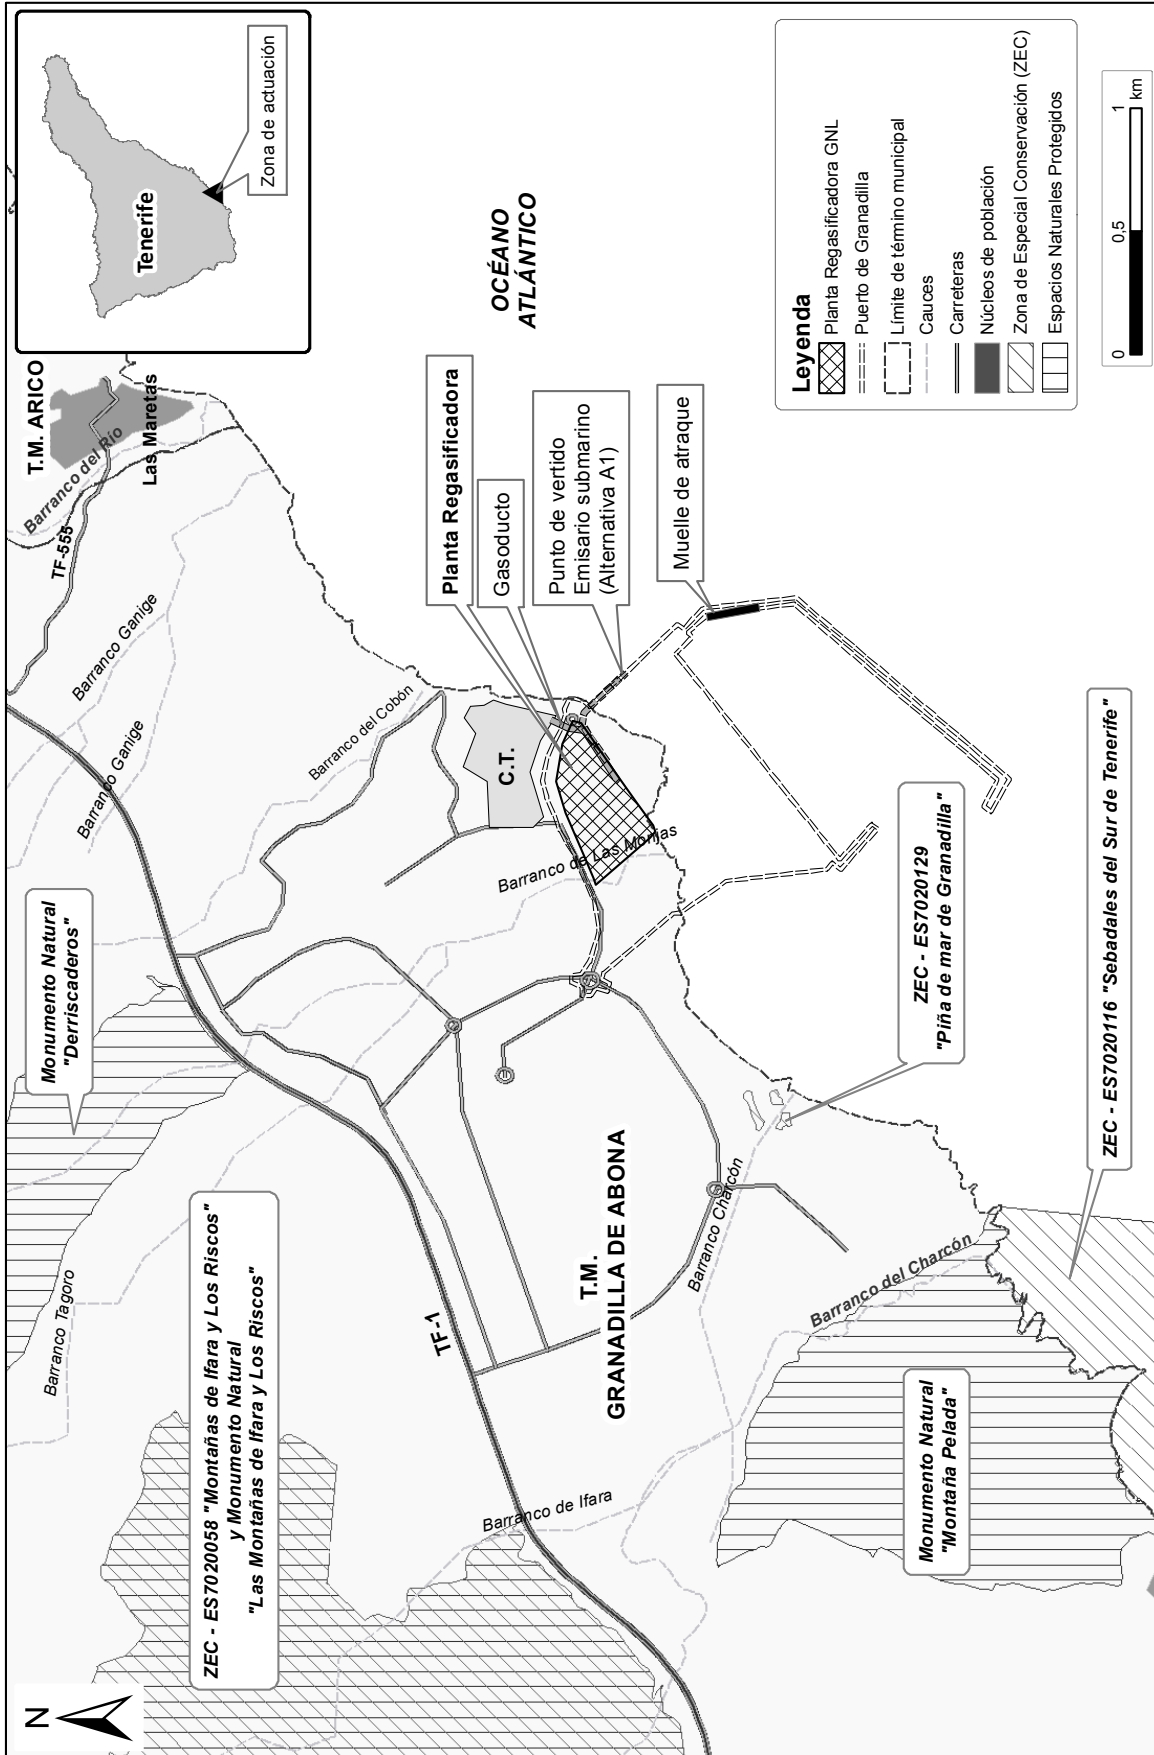 N
ZEC - ES7020058 "Montañas de Ifara y Los Riscos"
y Monumento Natural
"Las Montañas de Ifara y Los Riscos"
Monumento Natural
"Derriscaderos"
Barranco Tagoro
Barranco Ganige
Barranco Ganige
TF-555
Barranco del Río
T.M. ARICO
Las Maretas
Tenerife
Zona de actuación
TF-1
Barranco del Cobón
C.T.
Barranco de Las Monjas
Planta Regasificadora
Gasoducto
Punto de vertido
Emisario submarino
(Alternativa A1)
Muelle de atraque
OCÉANO
ATLÁNTICO
Barranco de Ifara
T.M.
GRANADILLA DE ABONA
Barranco Charcón
Barranco del Charcón
Monumento Natural
"Montaña Pelada"
ZEC - ES7020129
"Piña de mar de Granadilla"
ZEC - ES7020116 "Sebadales del Sur de Tenerife"
Leyenda
Planta Regasificadora GNL
Puerto de Granadilla
Límite de término municipal
Cauces
Carreteras
Núcleos de población
Zona de Especial Conservación (ZEC)
Espacios Naturales Protegidos
0 0,5 1
km